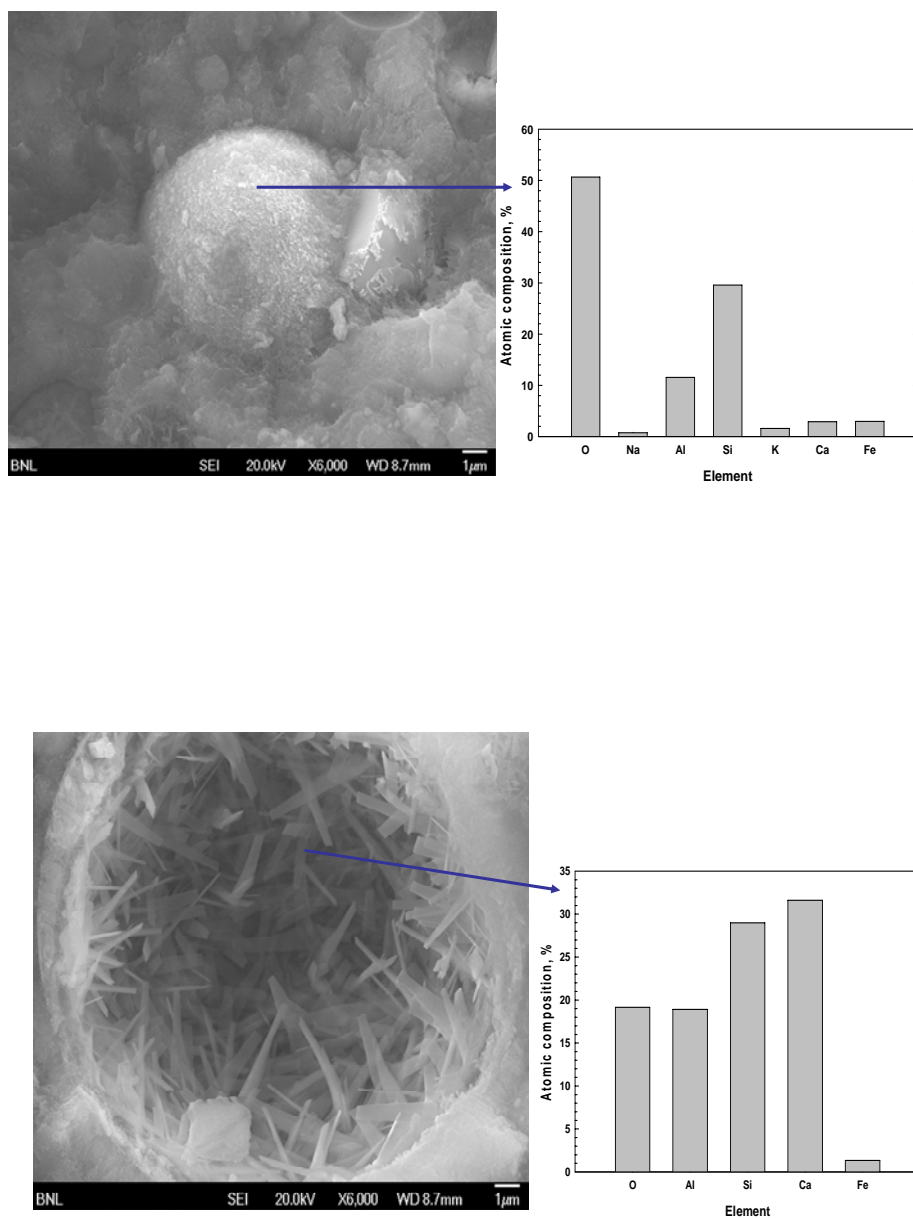 60
50
40
30
20
10
0
Atomic composition, %
O Na Al Si K Ca Fe
Element
BNL SEI 20.0kV X6,000 WD 8.7mm 1µm
35
30
25
20
15
10
5
0
Atomic composition, %
O Al Si Ca Fe
Element
BNL SEI 20.0kV X6,000 WD 8.7mm 1µm